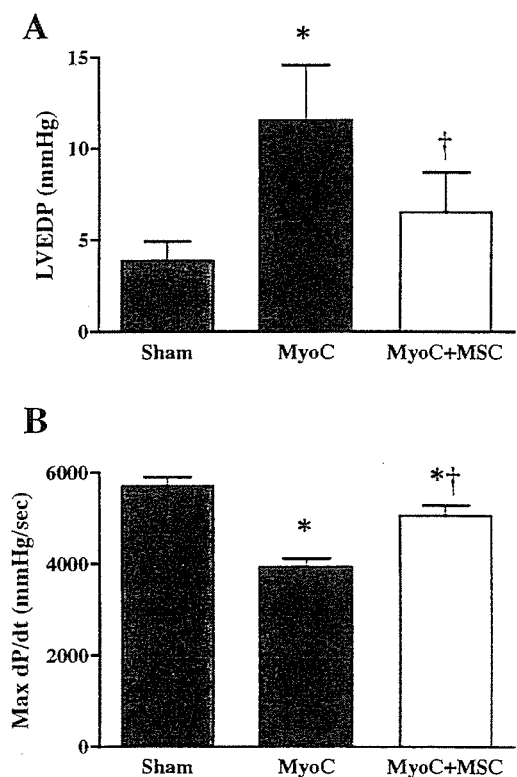 A
*
15
†
10
5
0
LVEDP (mmHg)
Sham MyoC MyoC+MSC
B
6000
*†
*
4000
2000
0
Max dP/dt (mmHg/sec)
Sham MyoC MyoC+MSC